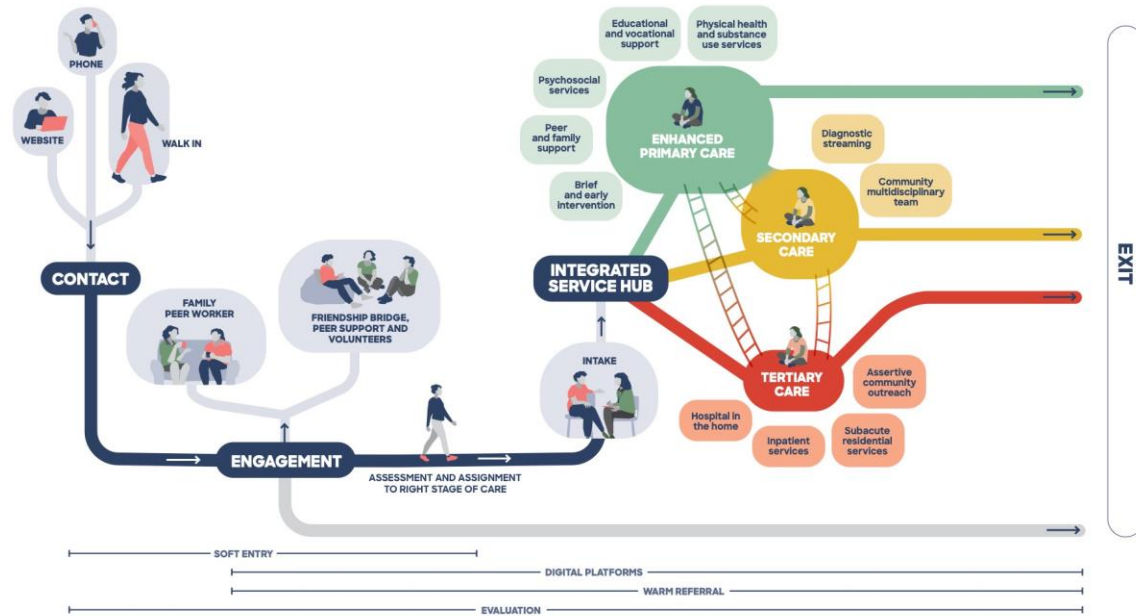 PHONE
WEBSITE
WALK IN
CONTACT
FAMILY
PEER WORKER
FRIENDSHIP BRIDGE,
PEER SUPPORT AND
VOLUNTEERS
ENGAGEMENT
ASSESSMENT AND ASSIGNMENT
TO RIGHT STAGE OF CARE
INTAKE
INTEGRATED
SERVICE HUB
Educational
and vocational
support
Physical health
and substance
use services
Psychosocial
services
Peer
and family
support
Brief
and early
intervention
ENHANCED
PRIMARY CARE
Diagnostic
streaming
Community
multidisciplinary
team
SECONDARY
CARE
TERTIARY
CARE
Assertive
community
outreach
Hospital in
the home
Inpatient
services
Subacute
residential
services
EXIT
SOFT ENTRY
DIGITAL PLATFORMS
WARM REFERRAL
EVALUATION